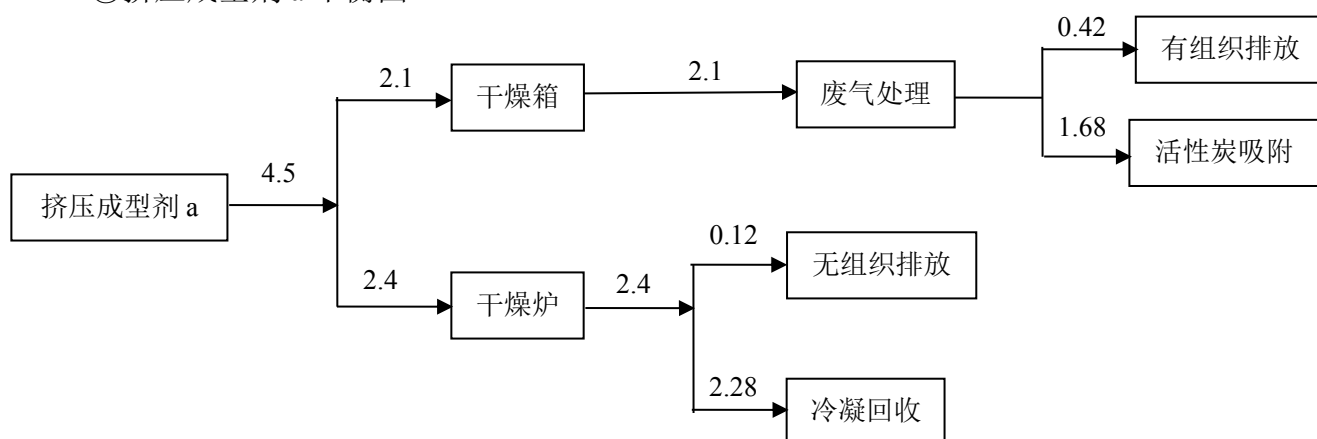 0.42
有组织排放
2.1
2.1
干燥箱
废气处理
1.68
活性炭吸附
4.5
挤压成型剂 a
0.12
无组织排放
2.4
2.4
干燥炉
2.28
冷凝回收